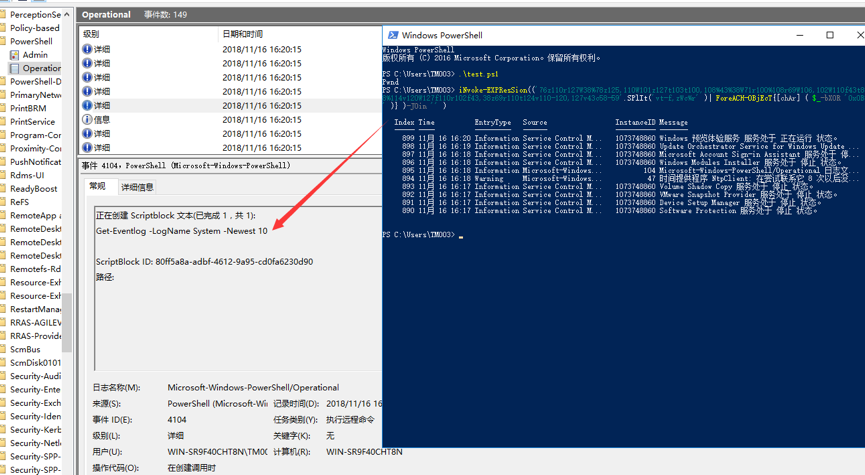 PerceptionSe
Policy-based
PowerShell
Admin
Operation
PowerShell-D
PrimaryNetw
PrintBRM
PrintService
Program-Cor
Proximity-Co
PushNotificat
Rdms-UI
ReadyBoost
ReFS
RemoteApp a
RemoteDeskt
RemoteDeskt
RemoteDeskt
Remotefs-Rd
Resource-Exh
Resource-Exh
RestartMana
RRAS-AGILEV
RRAS-Provid
ScmBus
ScmDisk0101
Security-Audi
Security-Ente
Security-Exch
Security-Iden
Security-Kerb
Security-Netl
Security-SPP-
Security-SPP-
Operational 事件数: 149
级别 日期和时间
详细 2018/11/16 16:20:15
详细 2018/11/16 16:20:15
详细 2018/11/16 16:20:15
详细 2018/11/16 16:20:15
详细 2018/11/16 16:20:15
信息 2018/11/16 16:20:15
详细 2018/11/16 16:20:15
详细 2018/11/16 16:20:15
事件 4104, PowerShell (Microsoft-Windows-PowerShell)
常规 详细信息
正在创建 Scriptblock 文本(已完成 1，共 1):
Get-Eventlog -LogName System -Newest 10
ScriptBlock ID: 80ff5a8a-adbf-4612-9a95-cd0fa6230d90
路径:
日志名称(M): Microsoft-Windows-PowerShell/Operational
来源(S): PowerShell (Microsoft-Wi 记录时间(D): 2018/11/16 16
事件 ID(E): 4104 任务类别(Y): 执行远程命令
级别(L): 详细 关键字(K): 无
用户(U): WIN-SR9F40CHT8N\TM00 计算机(R): WIN-SR9F40CHT8N
操作代码(O): 在创建调用时
Windows PowerShell
Windows PowerShell
版权所有 (C) 2016 Microsoft Corporation。保留所有权利。
PS C:\Users\TM003> .\test.ps1
Pwnd
PS C:\Users\TM003>
Index Time EntryType Source InstanceID Message
899 11月 16 16:20 Information Service Control M... 1073748860 Windows 预览体验服务 服务处于 正在运行 状态。
898 11月 16 16:19 Information Service Control M... 1073748860 Update Orchestrator Service for Windows Update ...
897 11月 16 16:18 Information Service Control M... 1073748860 Microsoft Account Sign-in Assistant 服务处于 停...
896 11月 16 16:18 Information Service Control M... 1073748860 Windows Modules Installer 服务处于 停止 状态。
895 11月 16 16:18 Information Microsoft-Windows... 104 Microsoft-Windows-PowerShell/Operational 日志文...
894 11月 16 16:18 Warning Microsoft-Windows... 47 时间提供程序 NtpClient: 在尝试联系它 8 次以后没...
893 11月 16 16:17 Information Service Control M... 1073748860 Volume Shadow Copy 服务处于 停止 状态。
892 11月 16 16:17 Information Service Control M... 1073748860 VMware Snapshot Provider 服务处于 停止 状态。
891 11月 16 16:17 Information Service Control M... 1073748860 Device Setup Manager 服务处于 停止 状态。
890 11月 16 16:17 Information Service Control M... 1073748860 Software Protection 服务处于 停止 状态。
PS C:\Users\TM003>